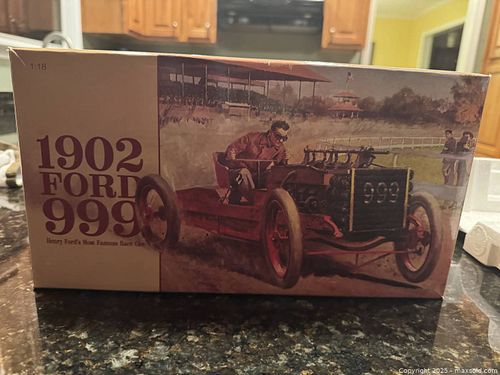 1:18
1902
FORD
999
Henry Ford's Most Famous Race Car
999
Copyright 2025 - maxsold.com